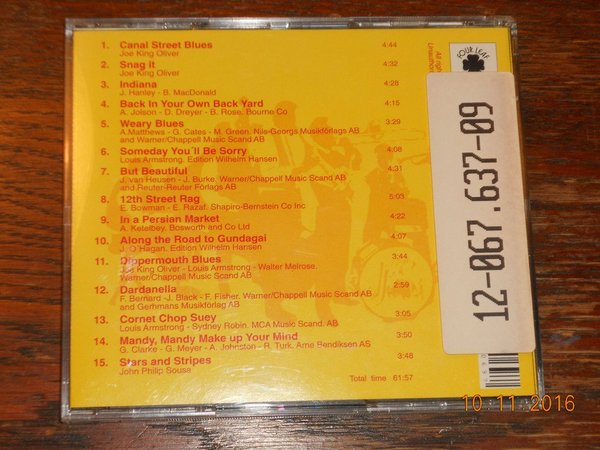 1. Canal Street Blues 4:44
Joe King Oliver
2. Snag it 4:32
Joe King Oliver
3. Indiana 4:28
J. Hanley - B. MacDonald
4. Back In Your Own Back Yard 4:15
A. Jolson - D. Dreyer - B. Rose. Bourne Co
5. Weary Blues 3:29
A.Matthews - G. Cates - M. Green. Nils-Georgs Musikförlags AB
and Warner/Chappell Music Scand AB
6. Someday You´ll Be Sorry 4:08
Louis Armstrong. Edition Wilhelm Hansen
7. But Beautiful 4:31
J. van Heusen - J. Burke. Warner/Chappell Music Scand AB
and Reuter-Reuter Förlags AB
8. 12th Street Rag 5:03
E. Bowman - E. Razaf. Shapiro-Bernstein Co Inc
9. In a Persian Market 4:22
A. Ketelbey. Bosworth and Co Ltd
10. Along the Road to Gundagai 4:07
J. O'Hagan. Edition Wilhelm Hansen
11. Dippermouth Blues 3:44
Joe King Oliver - Louis Armstrong - Walter Melrose.
Warner/Chappell Music Scand AB
12. Dardanella 2:59
F. Bernard - J. Black - F. Fisher. Warner/Chappell Music Scand AB
and Gerhmans Musikförlag AB
13. Cornet Chop Suey 3:05
Louis Armstrong - Sydney Robin. MCA Music Scand. AB
14. Mandy, Mandy Make up Your Mind 3:50
G. Clarke - G. Meyer - A. Johnston - R. Turk. Arne Bendiksen AS
15. Stars and Stripes 3:48
John Philip Sousa
Total time 61:57
FOUR LEAF
All rig
Unauthori
12-067.637-09
10 11 2016